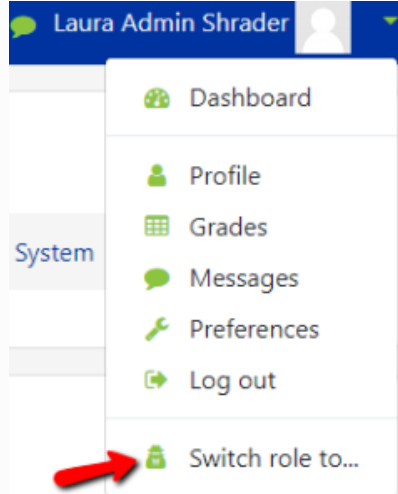 Laura Admin Shrader
Dashboard
Profile
Grades
System
Messages
Preferences
Log out
Switch role to...